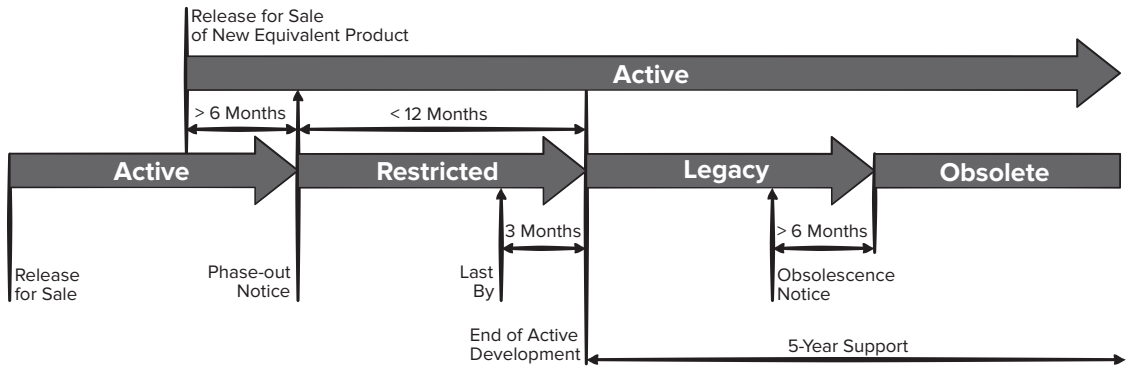 Release for Sale
of New Equivalent Product
Active
> 6 Months
< 12 Months
Active
Restricted
Legacy
Obsolete
3 Months
> 6 Months
Release
for Sale
Phase-out
Notice
Last
By
Obsolescence
Notice
End of Active
Development
5-Year Support